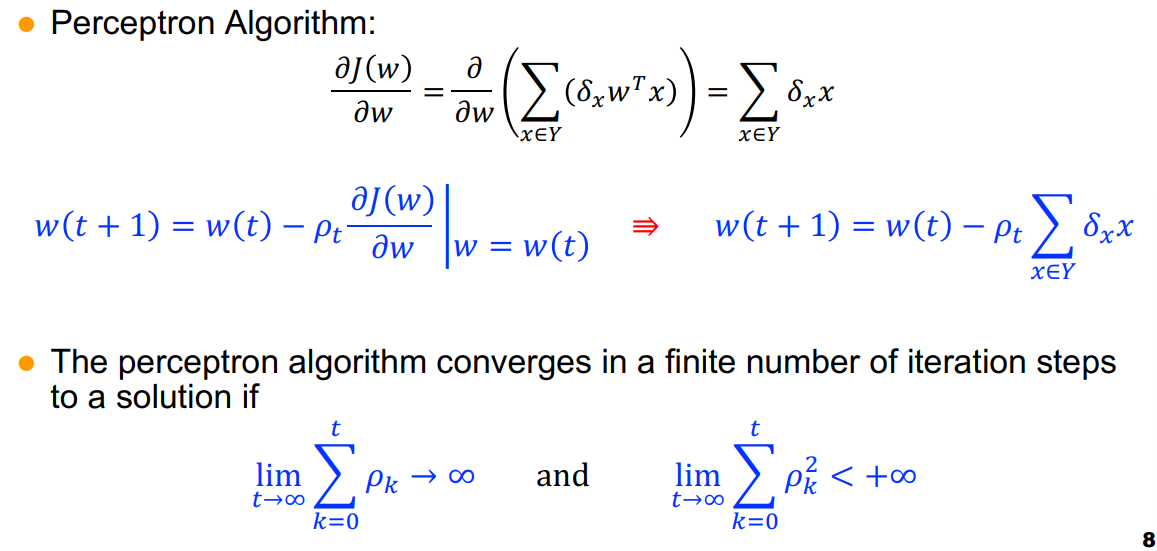 ● Perceptron Algorithm:
∂J(w)/∂w = ∂/∂w (∑_{x∈Y} (δ_x w^T x)) = ∑_{x∈Y} δ_x x
w(t + 1) = w(t) − ρ_t ∂J(w)/∂w | w = w(t) ⇛ w(t + 1) = w(t) − ρ_t ∑_{x∈Y} δ_x x
● The perceptron algorithm converges in a finite number of iteration steps
to a solution if
lim_{t→∞} ∑_{k=0}^{t} ρ_k → ∞ and lim_{t→∞} ∑_{k=0}^{t} ρ_k^2 < +∞
8